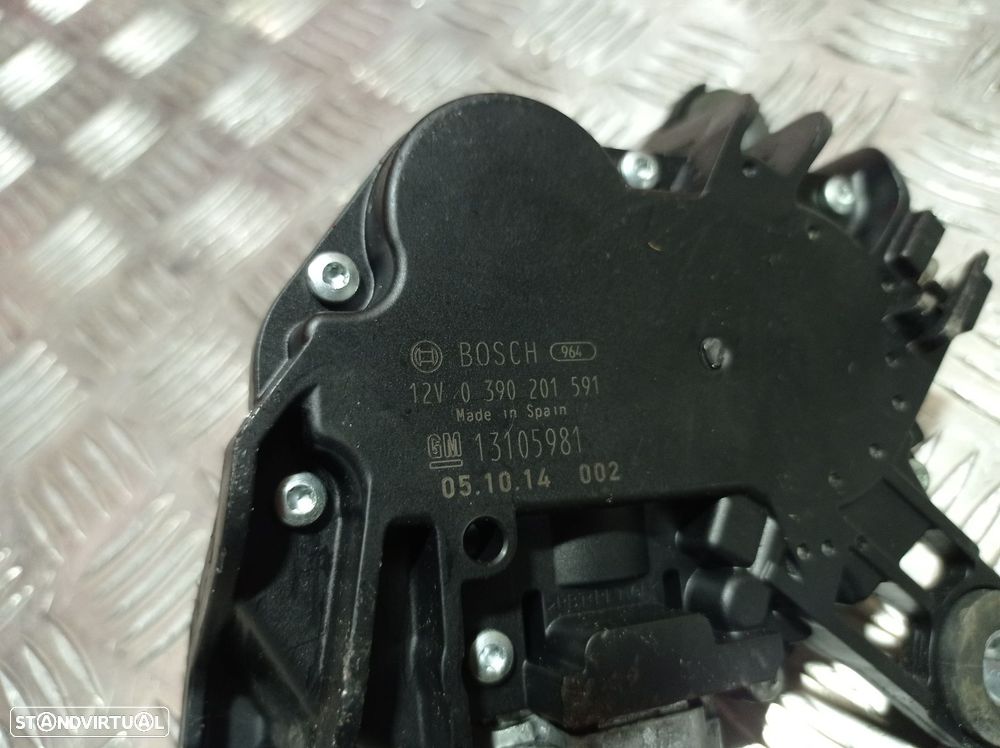 BOSCH 964
12V 0 390 201 591
Made in Spain
GM 13105981
05.10.14 002
STANDVIRTUAL